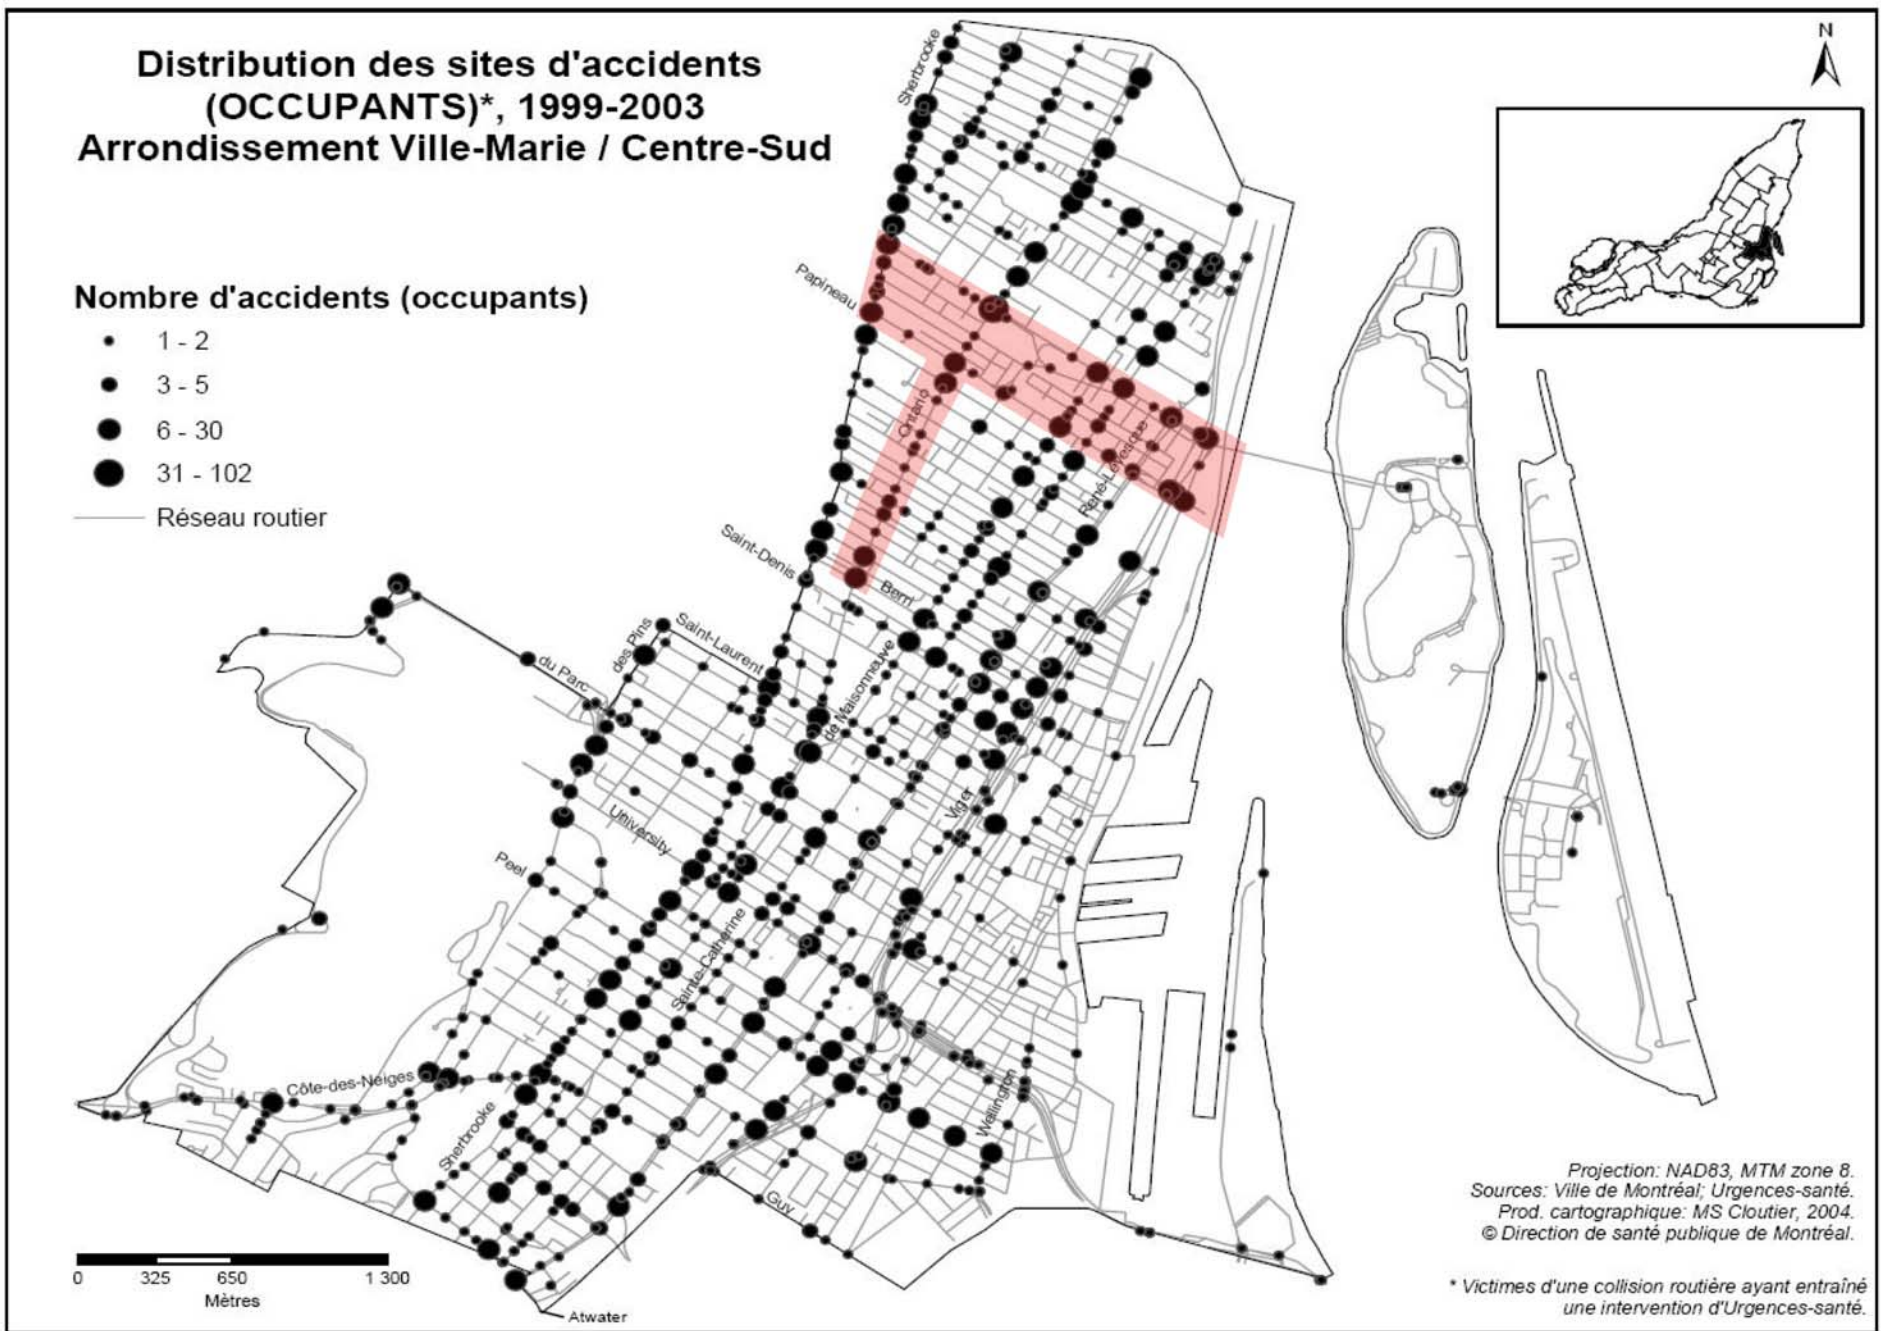 Distribution des sites d'accidents
(OCCUPANTS)*, 1999-2003
Arrondissement Ville-Marie / Centre-Sud
Nombre d'accidents (occupants)
1 - 2
3 - 5
6 - 30
31 - 102
Réseau routier
N
Sherbrooke
Papineau
Ontario
René-Lévesque
Saint-Denis
Berri
des Pins
Saint-Laurent
du Parc
de Maisonneuve
University
Viger
Peel
Sainte-Catherine
Côte-des-Neiges
Sherbrooke
Wellington
Guy
Atwater
0 325 650 1 300
Mètres
Projection: NAD83, MTM zone 8.
Sources: Ville de Montréal; Urgences-santé.
Prod. cartographique: MS Cloutier, 2004.
© Direction de santé publique de Montréal.
* Victimes d'une collision routière ayant entraîné
une intervention d'Urgences-santé.